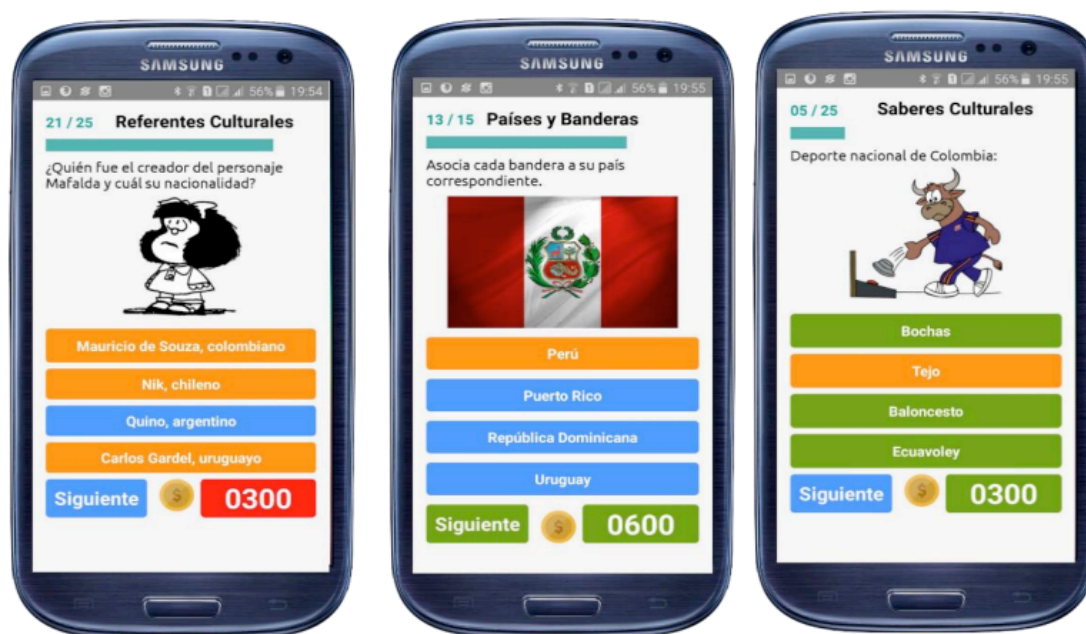 SAMSUNG
56% 19:54
21 / 25 Referentes Culturales
¿Quién fue el creador del personaje
Mafalda y cuál su nacionalidad?
Mauricio de Souza, colombiano
Nik, chileno
Quino, argentino
Carlos Gardel, uruguayo
Siguiente $ 0300
SAMSUNG
56% 19:55
13 / 15 Países y Banderas
Asocia cada bandera a su país
correspondiente.
Perú
Puerto Rico
República Dominicana
Uruguay
Siguiente $ 0600
SAMSUNG
56% 19:55
05 / 25 Saberes Culturales
Deporte nacional de Colombia:
Bochas
Tejo
Baloncesto
Ecuavoley
Siguiente $ 0300